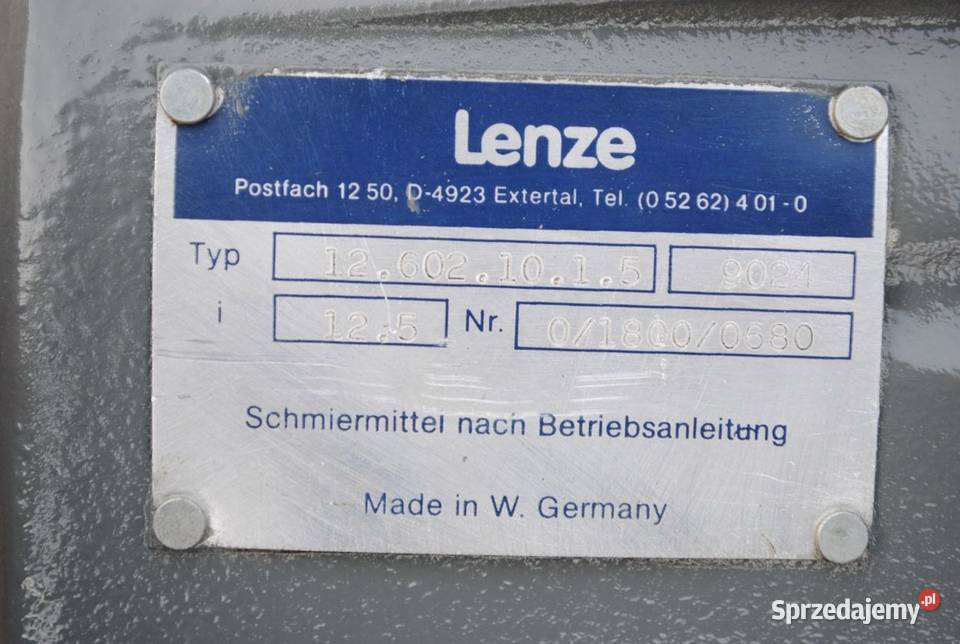 Lenze
Postfach 12 50, D-4923 Extertal, Tel. (0 52 62) 4 01 - 0
Typ 12.602.10.1.5 9024
i 12.5 Nr. 0/1800/0680
Schmiermittel nach Betriebsanleitung
Made in W. Germany
Sprzedajemy.pl